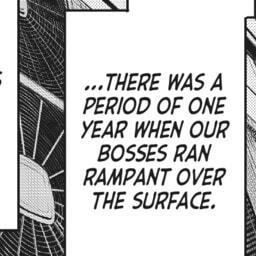 ...THERE WAS A
PERIOD OF ONE
YEAR WHEN OUR
BOSSES RAN
RAMPANT OVER
THE SURFACE.